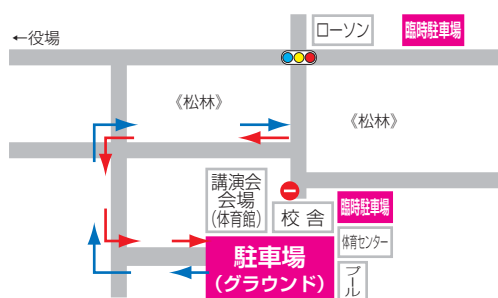 ←役場
ローソン
臨時駐車場
《松林》
《松林》
講演会
会場
(体育館)
校舎
臨時駐車場
体育センター
駐車場
(グラウンド)
プール